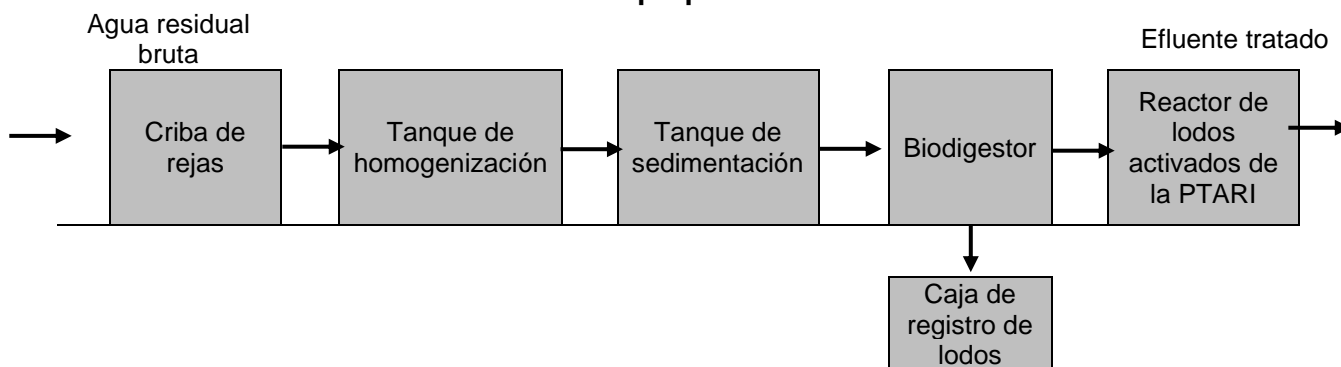 Agua residual
bruta
Efluente tratado
Criba de
rejas
Tanque de
homogenización
Tanque de
sedimentación
Biodigestor
Reactor de
lodos
activados de
la PTARI
Caja de
registro de
lodos